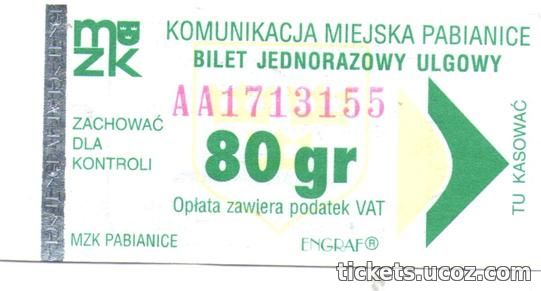 mzk
KOMUNIKACJA MIEJSKA PABIANICE
BILET JEDNORAZOWY ULGOWY
AA1713155
ZACHOWAĆ
DLA
KONTROLI
80 gr
TU KASOWAĆ
Opłata zawiera podatek VAT
MZK PABIANICE
ENGRAF®
tickets.ucoz.com